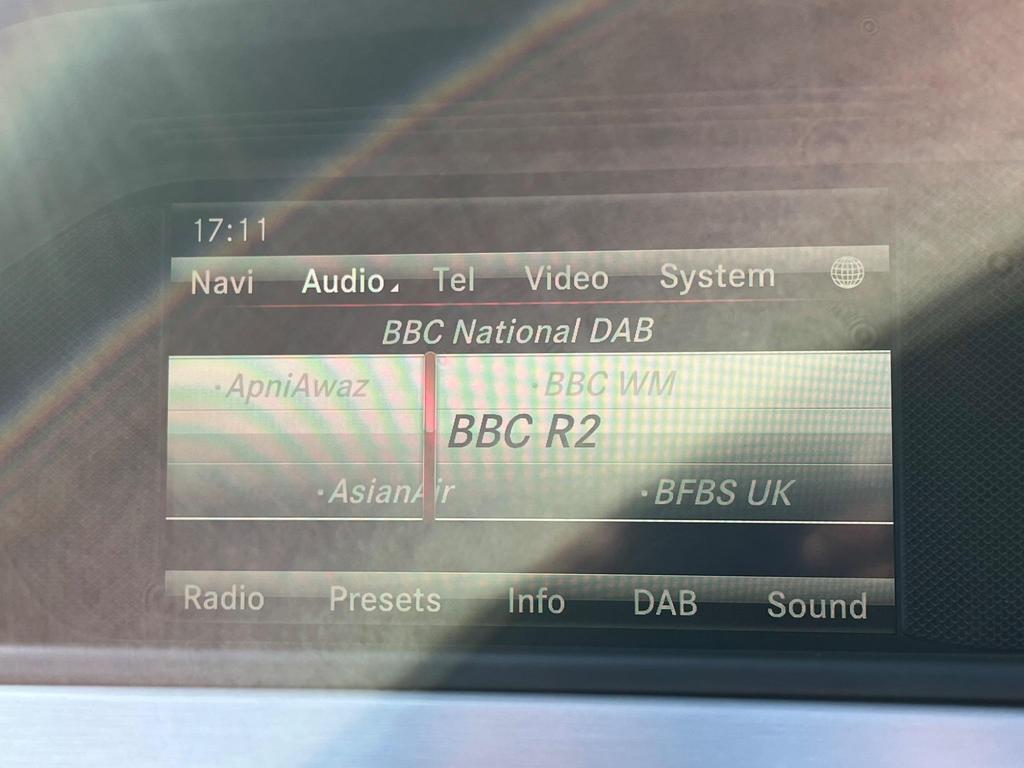 17:11
Navi Audio Tel Video System
BBC National DAB
ApniAwaz BBC WM
BBC R2
AsianAir BFBS UK
Radio Presets Info DAB Sound